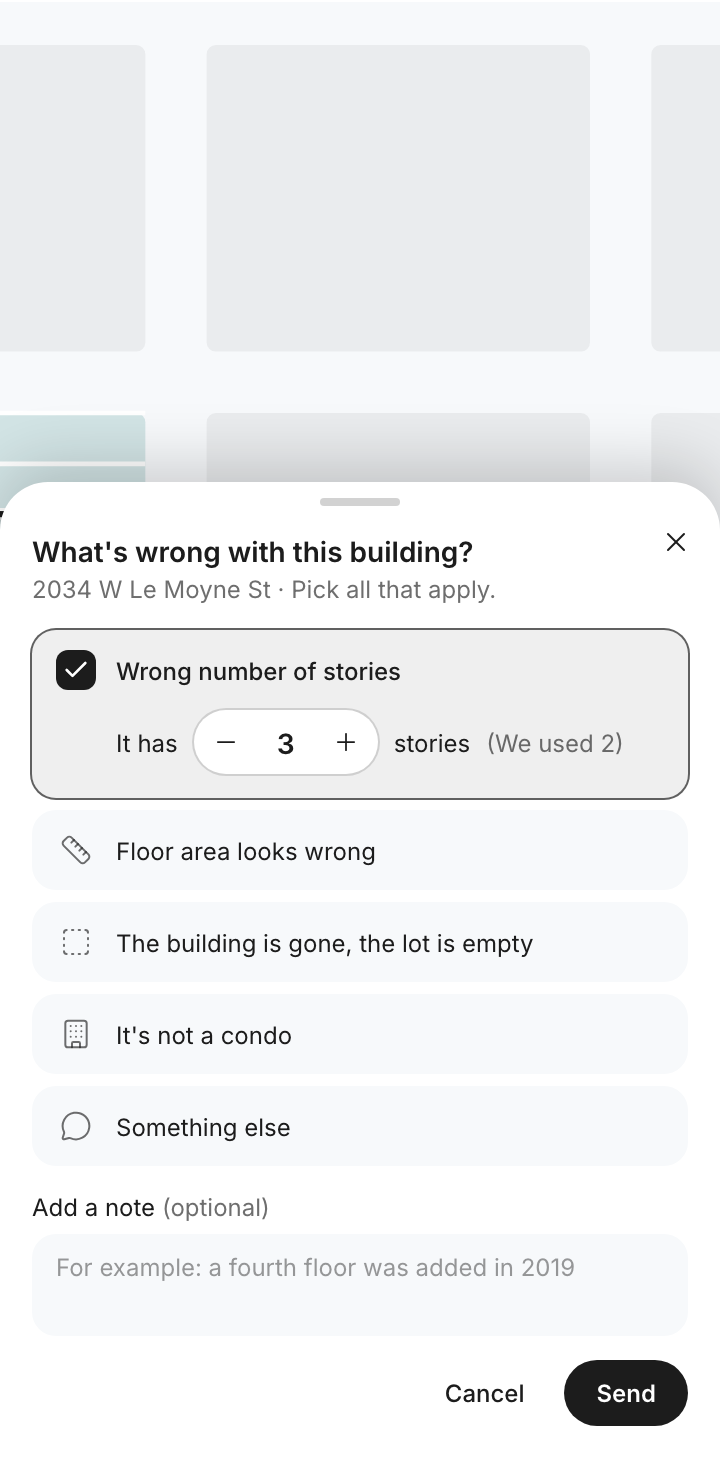 What's wrong with this building?
2034 W Le Moyne St · Pick all that apply.
Wrong number of stories
It has − 3 + stories (We used 2)
Floor area looks wrong
The building is gone, the lot is empty
It's not a condo
Something else
Add a note (optional)
For example: a fourth floor was added in 2019
Cancel Send